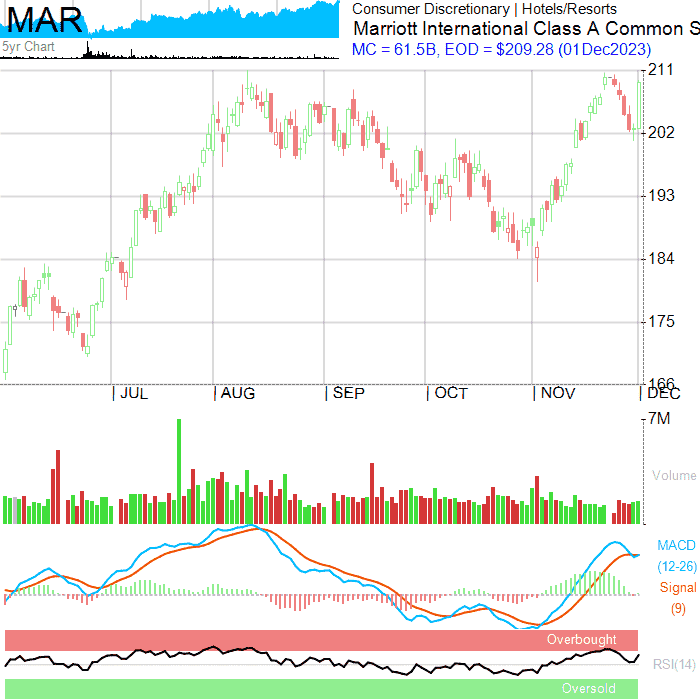 MAR
5yr Chart
Consumer Discretionary | Hotels/Resorts
Marriott International Class A Common S
MC = 61.5B, EOD = $209.28 (01Dec2023)
211
202
193
184
175
166
JUL
AUG
SEP
OCT
NOV
DEC
7M
Volume
MACD
(12-26)
Signal
(9)
Overbought
RSI(14)
Oversold